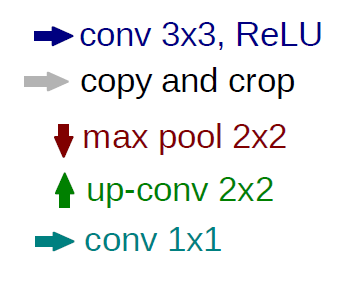 conv 3x3, ReLU
copy and crop
max pool 2x2
up-conv 2x2
conv 1x1